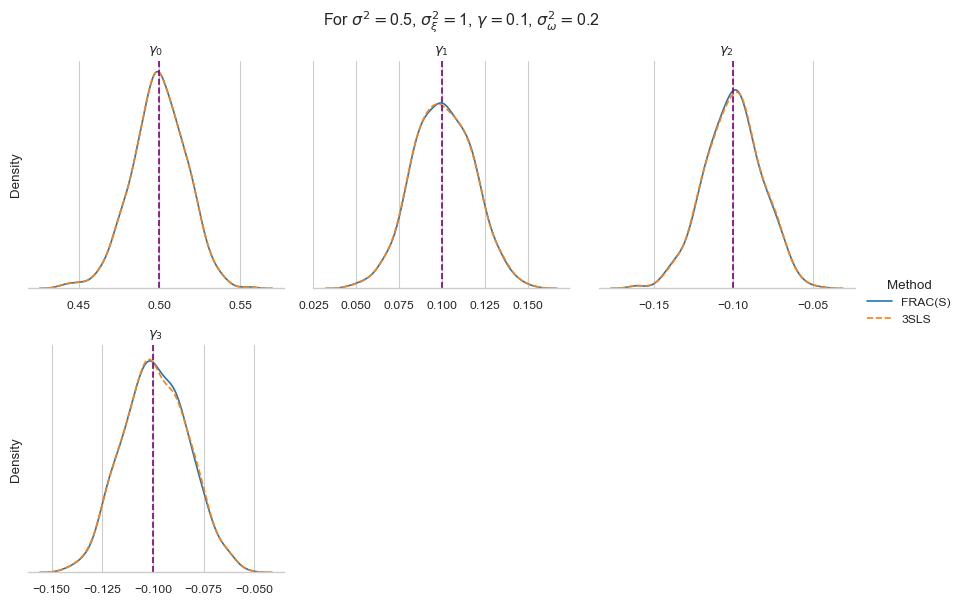 For σ² = 0.5, σ²_ξ = 1, γ = 0.1, σ²_ω = 0.2
γ₀
γ₁
γ₂
Density
0.45 0.50 0.55
0.025 0.050 0.075 0.100 0.125 0.150
−0.15 −0.10 −0.05
Method
FRAC(S)
3SLS
γ₃
Density
−0.150 −0.125 −0.100 −0.075 −0.050